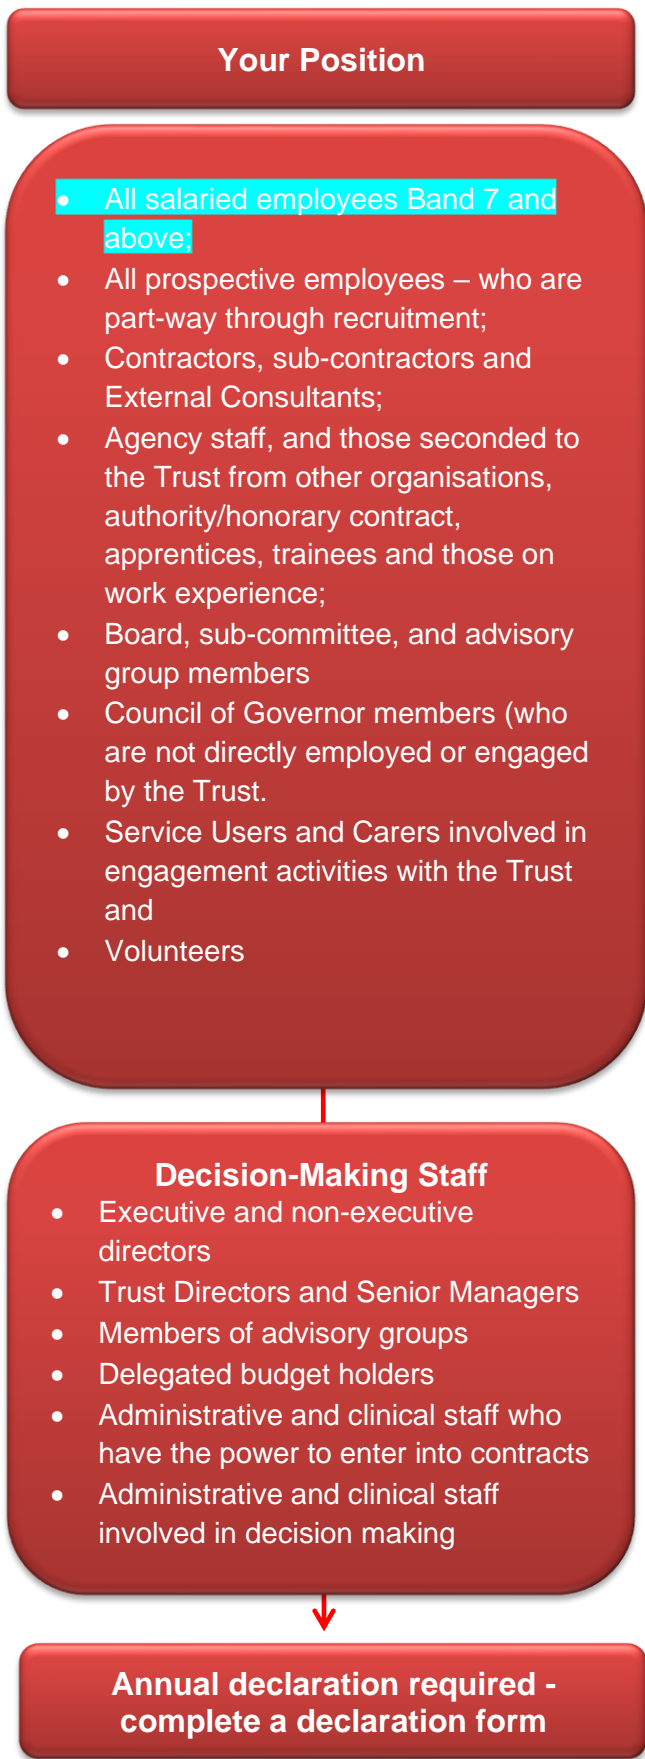 Your Position
• All salaried employees Band 7 and
above;
• All prospective employees – who are
part-way through recruitment;
• Contractors, sub-contractors and
External Consultants;
• Agency staff, and those seconded to
the Trust from other organisations,
authority/honorary contract,
apprentices, trainees and those on
work experience;
• Board, sub-committee, and advisory
group members
• Council of Governor members (who
are not directly employed or engaged
by the Trust.
• Service Users and Carers involved in
engagement activities with the Trust
and
• Volunteers
Decision-Making Staff
• Executive and non-executive
directors
• Trust Directors and Senior Managers
• Members of advisory groups
• Delegated budget holders
• Administrative and clinical staff who
have the power to enter into contracts
• Administrative and clinical staff
involved in decision making
Annual declaration required -
complete a declaration form